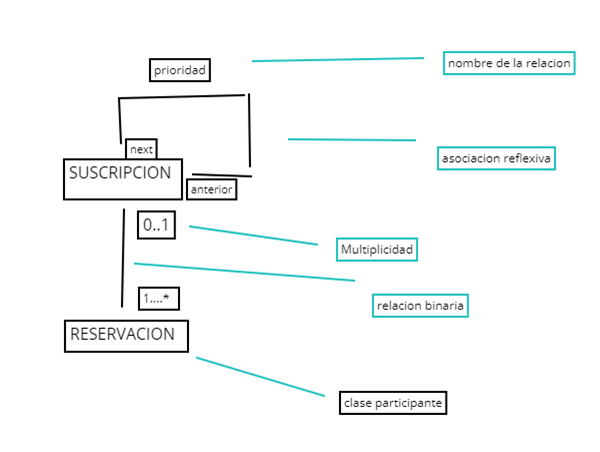 prioridad
nombre de la relacion
next
asociacion reflexiva
SUSCRIPCION
anterior
0..1
Multiplicidad
relacion binaria
1....*
RESERVACION
clase participante